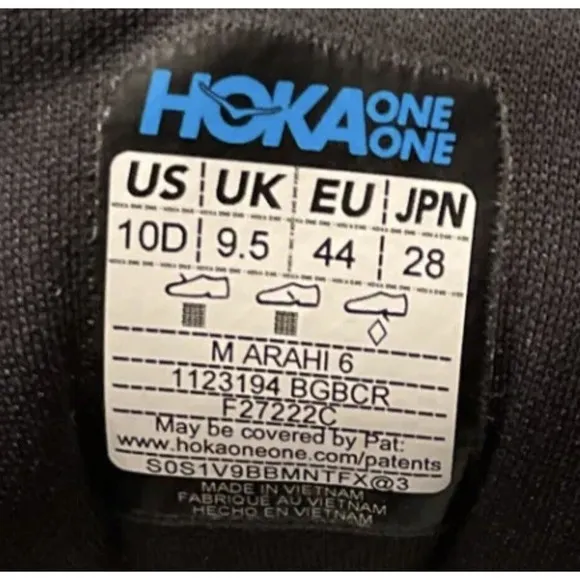 HOKA ONE ONE
US UK EU JPN
10D 9.5 44 28
M ARAHI 6
1123194 BGBCR
F27222C
May be covered by Pat:
www.hokaoneone.com/patents
S0S1V9BBMNTFX@3
MADE IN VIETNAM
FABRIQUE AU VIETNAM
HECHO EN VIETNAM